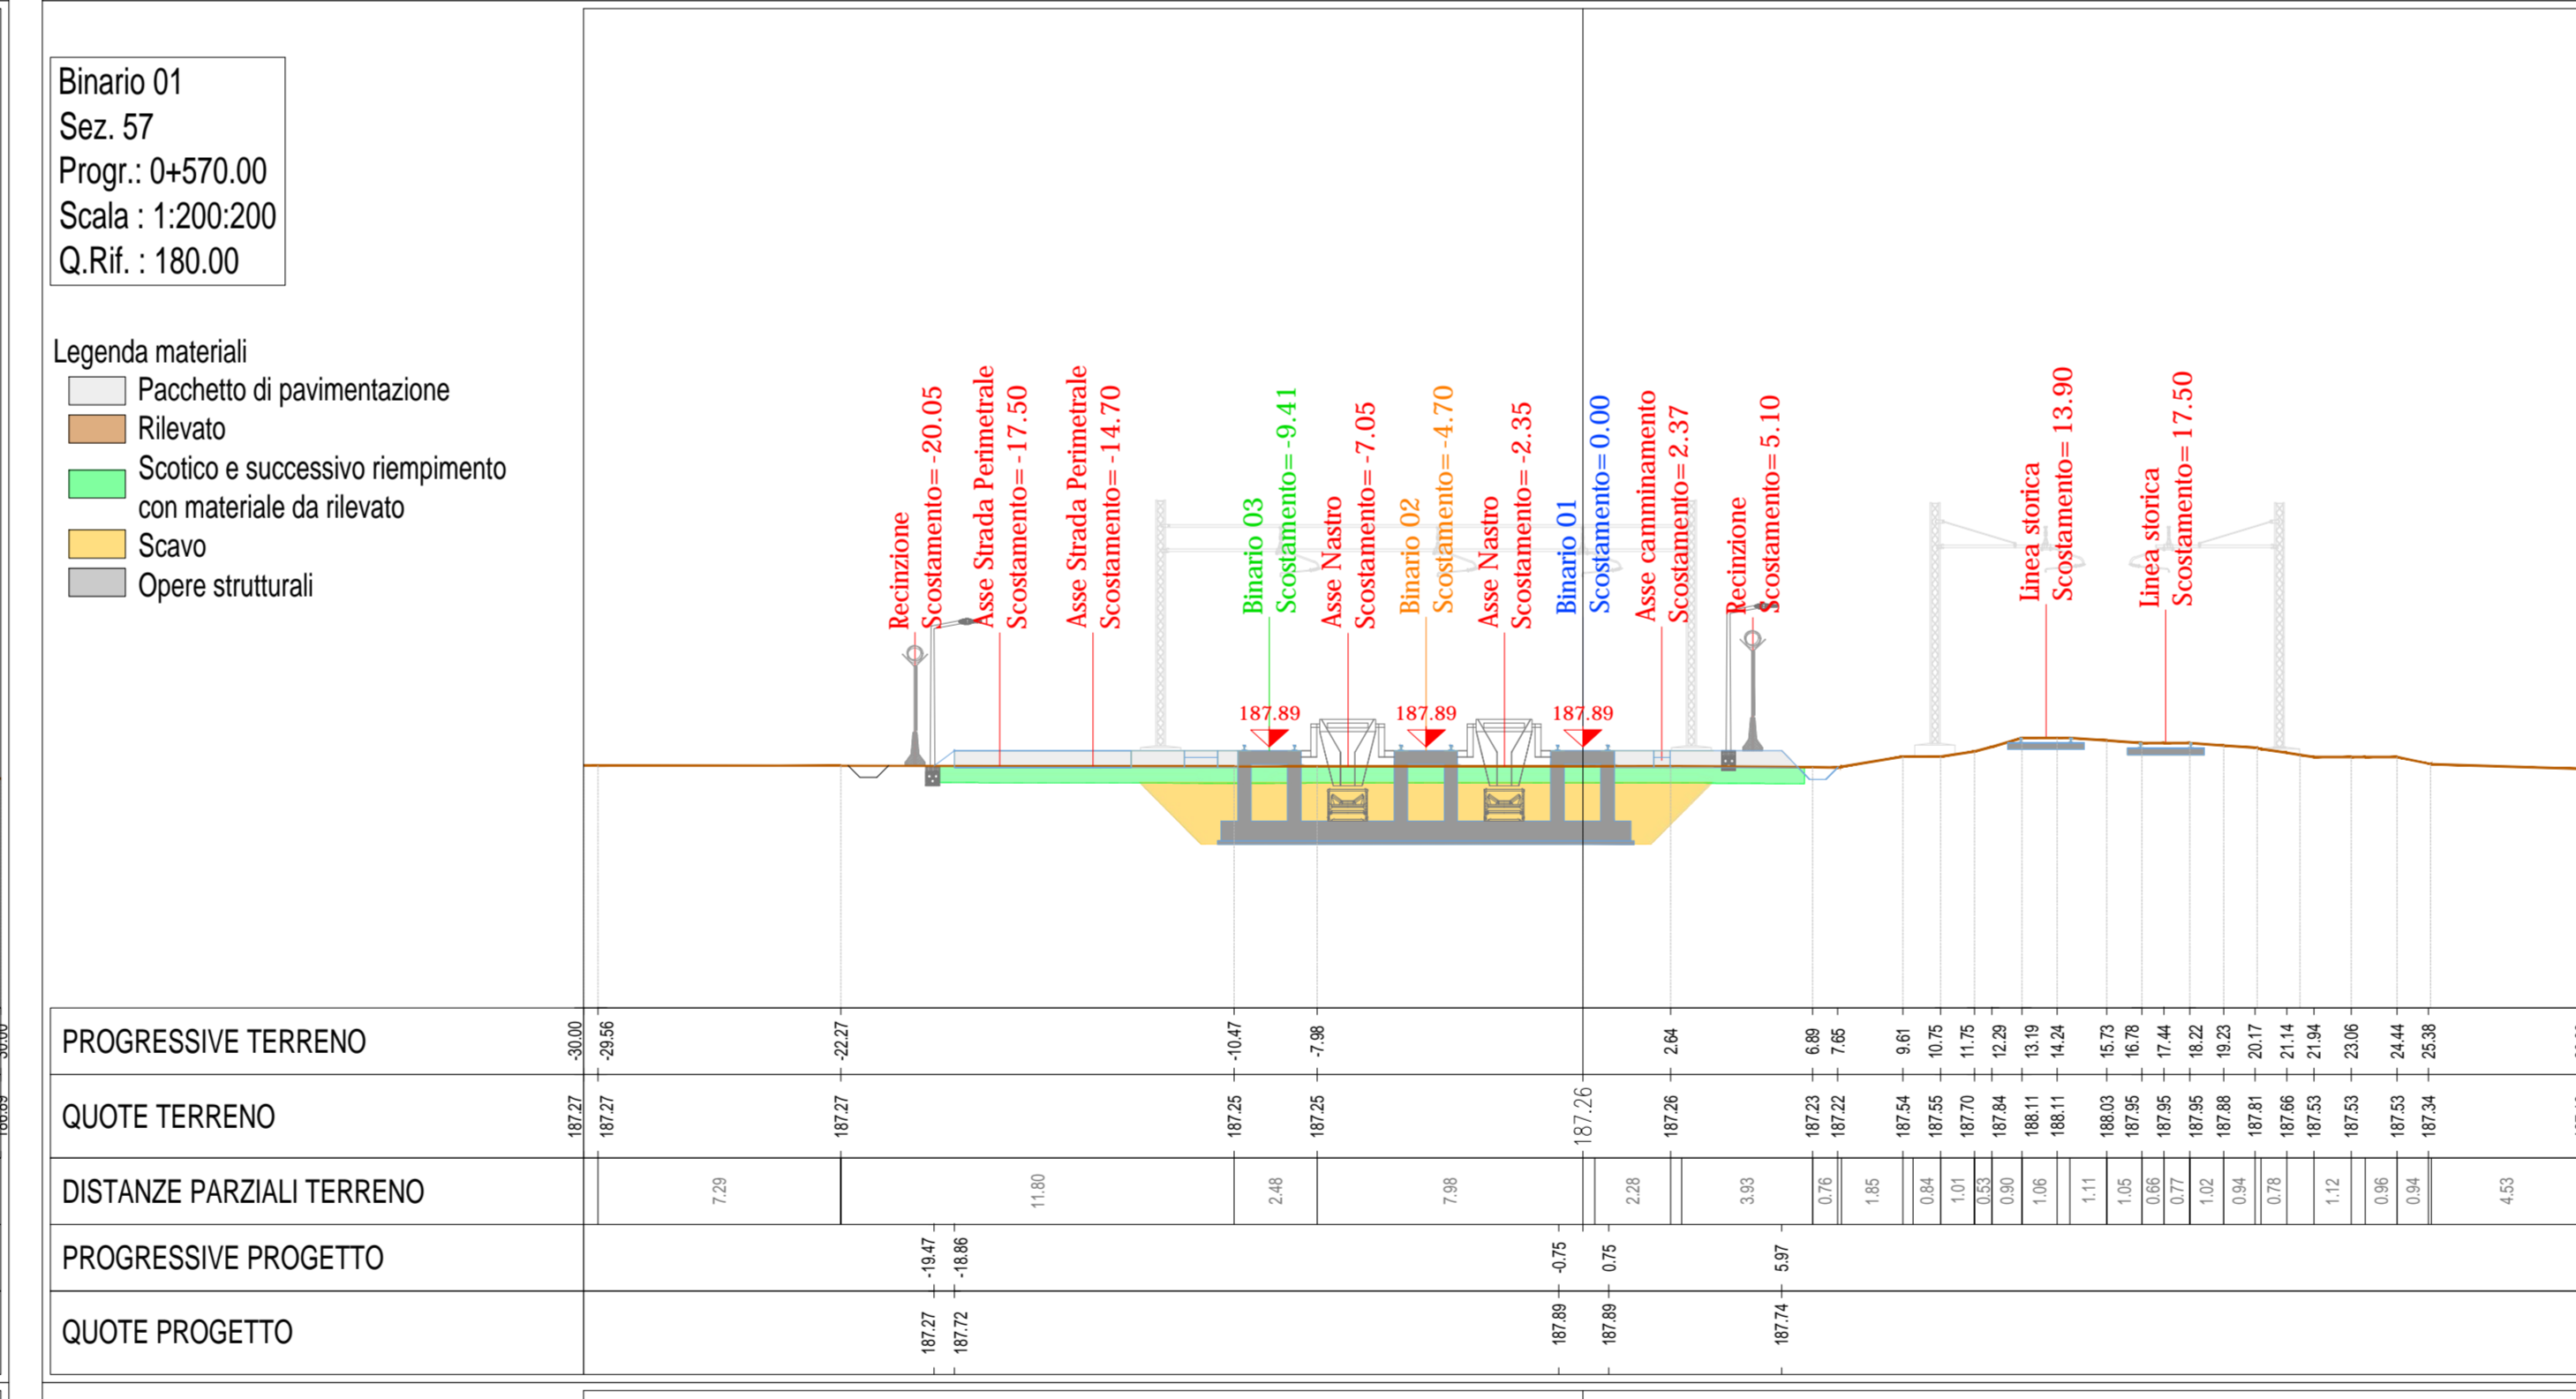 Binario 01
Sez. 57
Progr.: 0+570.00
Scala : 1:200:200
Q.Rif. : 180.00
Legenda materiali
Pacchetto di pavimentazione
Rilevato
Scotico e successivo riempimento
con materiale da rilevato
Scavo
Opere strutturali
Recinzione
Scostamento= -20.05
Asse Strada Perimetrale
Scostamento= -17.50
Asse Strada Perimetrale
Scostamento= -14.70
Binario 03
Scostamento= -9.41
Asse Nastro
Scostamento= -7.05
Binario 02
Scostamento= -4.70
Asse Nastro
Scostamento= -2.35
Binario 01
Scostamento= 0.00
Asse camminamento
Scostamento= 2.37
Recinzione
Scostamento= 5.10
Linea storica
Scostamento= 13.90
Linea storica
Scostamento= 17.50
187.89 187.89 187.89
PROGRESSIVE TERRENO -30.00 -29.56 -22.27 -10.47 -7.98 2.64 6.89 7.65 9.61 10.75 11.75 12.29 13.19 14.24 15.73 16.78 17.44 18.22 19.23 20.17 21.14 21.94 23.06 24.44 25.38
QUOTE TERRENO 187.27 187.27 187.27 187.25 187.25 187.26 187.26 187.23 187.22 187.54 187.55 187.70 187.84 188.11 188.11 188.03 187.95 187.95 187.95 187.88 187.81 187.66 187.53 187.53 187.53 187.34
DISTANZE PARZIALI TERRENO 7.29 11.80 2.48 7.98 2.28 3.93 0.76 1.85 0.84 1.01 0.53 0.90 1.06 1.11 1.05 0.66 0.77 1.02 0.94 0.78 1.12 0.96 0.94 4.53
PROGRESSIVE PROGETTO -19.47 -18.86 -0.75 0.75 5.97
QUOTE PROGETTO 187.27 187.72 187.89 187.89 187.74